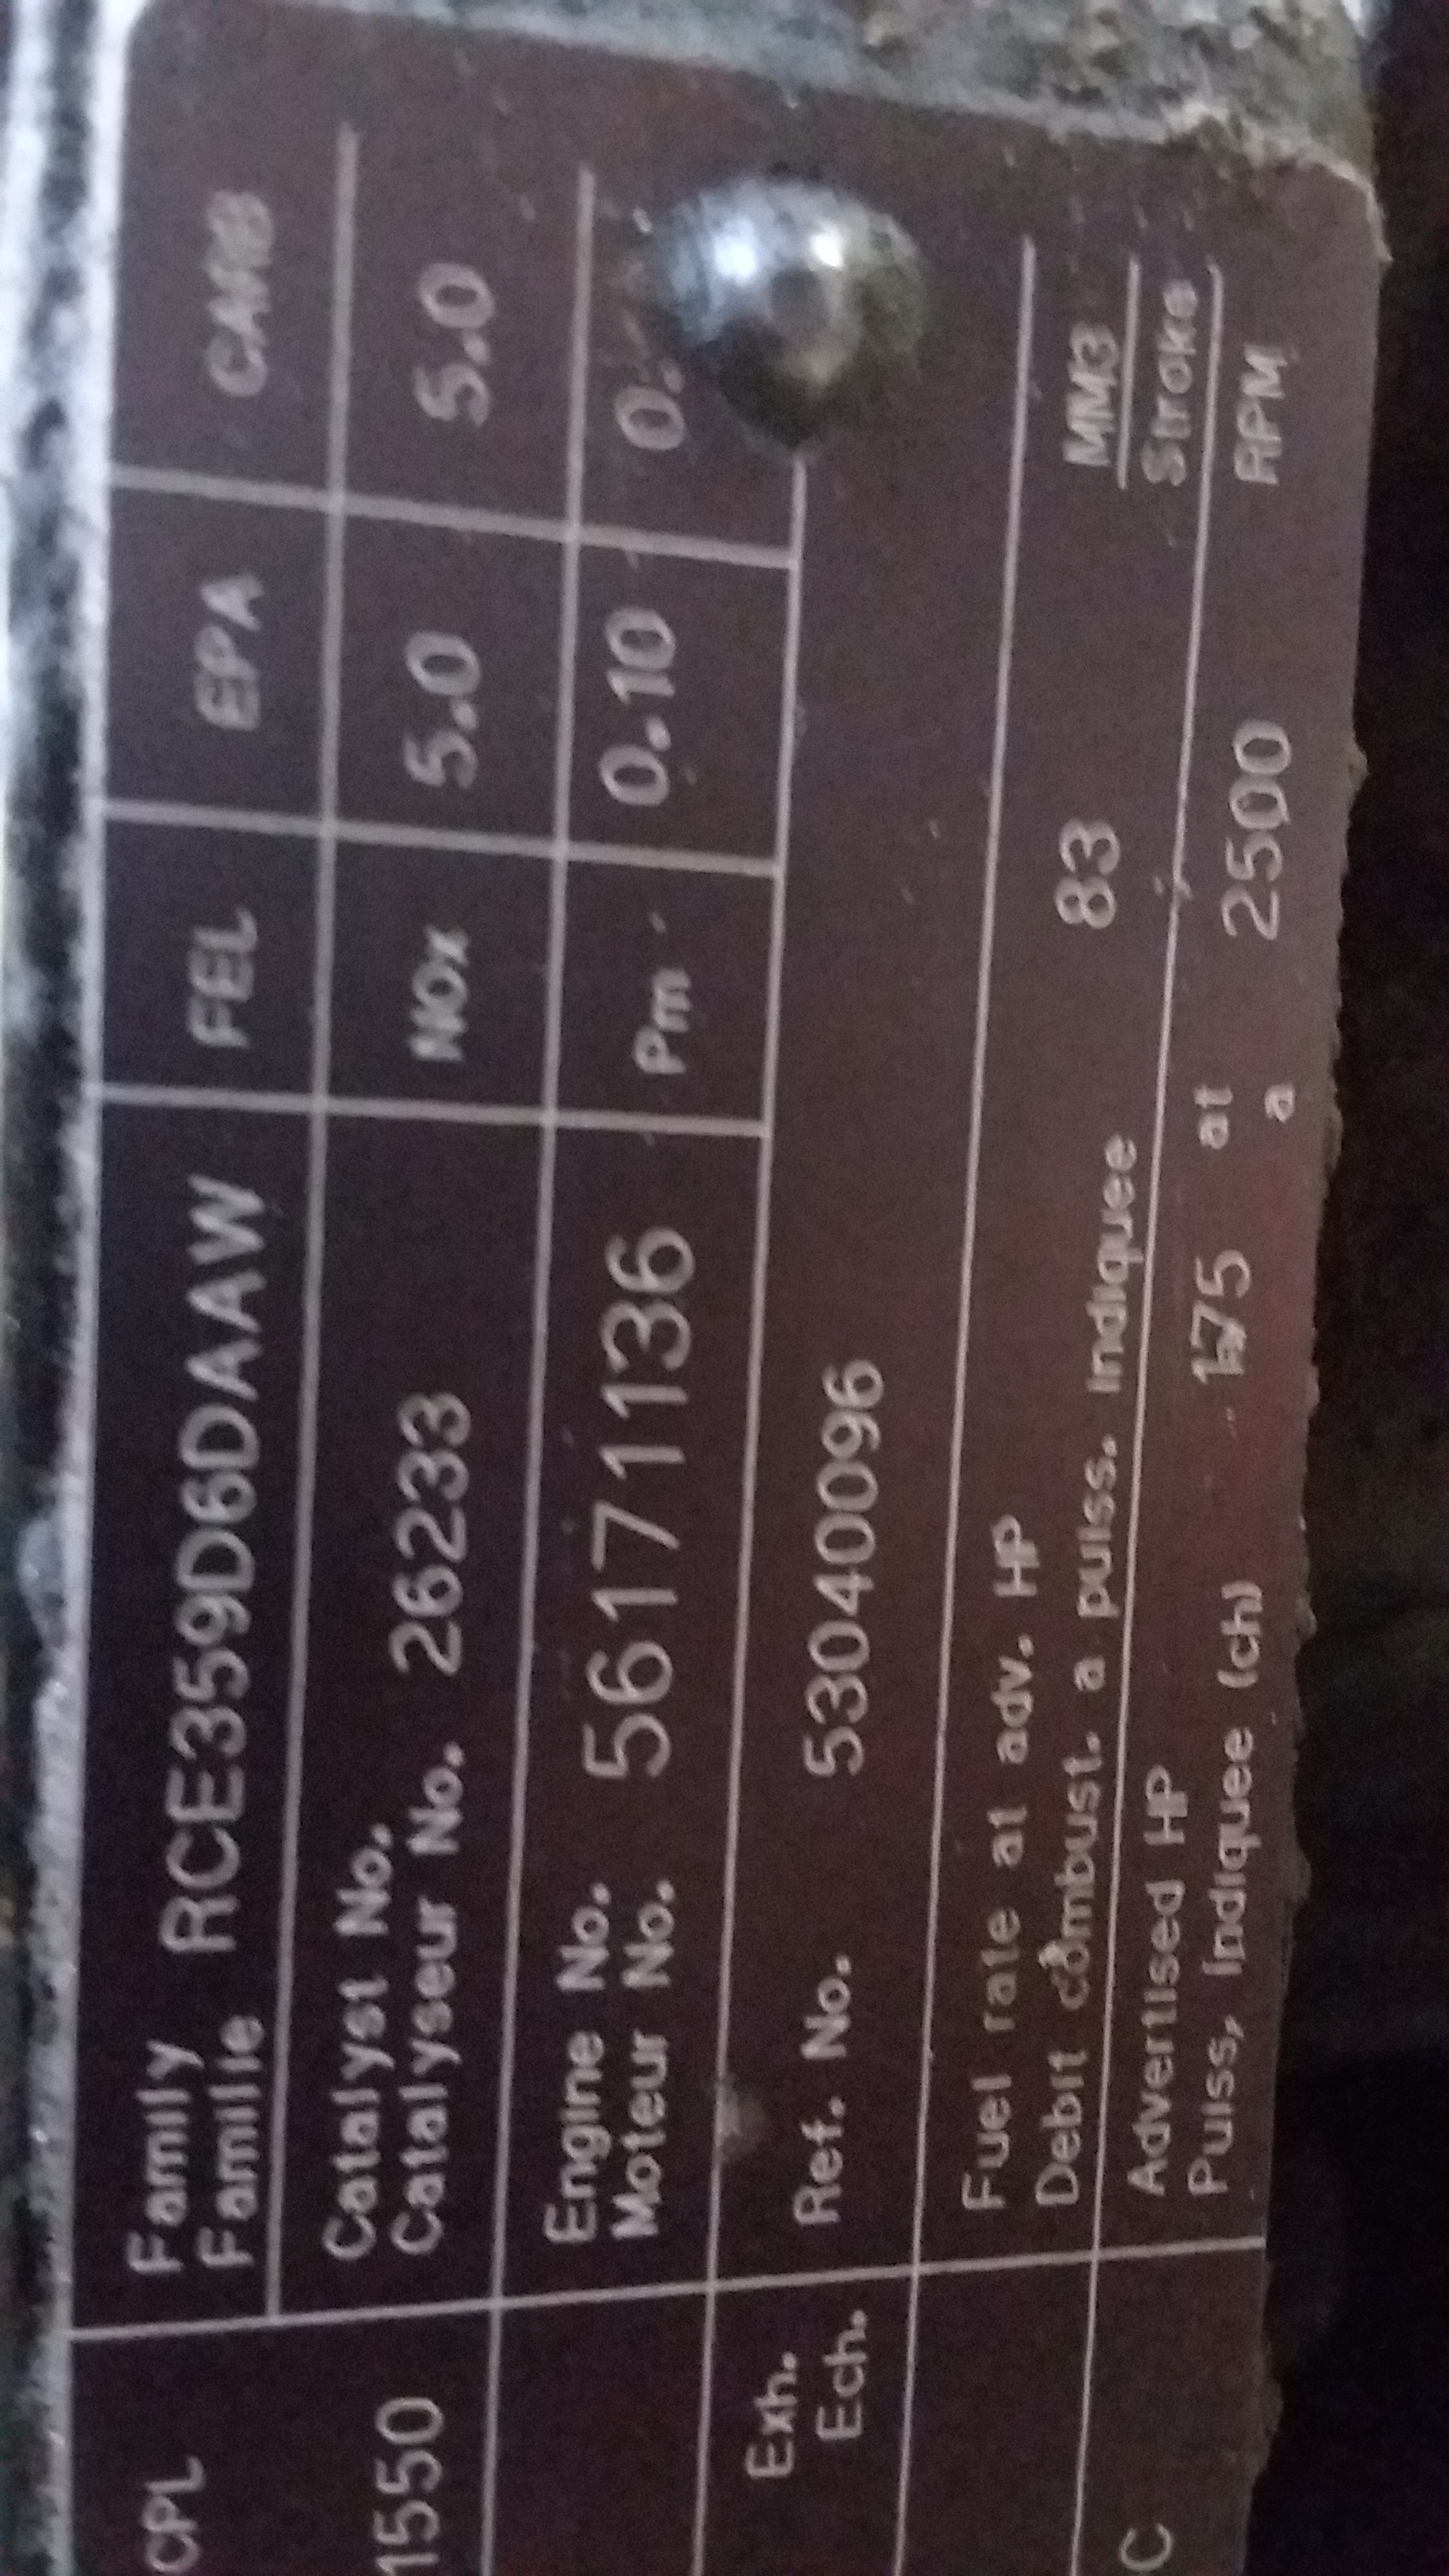 CPL
Family
Famille
RCE359D6DAAW
FEL
EPA
CARB
1550
Catalyst No.
Catalyseur No. 26233
NOx
5.0
5.0
Engine No.
Moteur No.
56171136
Pm
0.10
0.
Exh.
Ech.
Ref. No. 53040096
Fuel rate at adv. HP
Debit combust. a puiss. indiquee
83
MM3
Stroke
C
Advertised HP
Puiss, Indiquee (ch)
175
at
a
2500
RPM